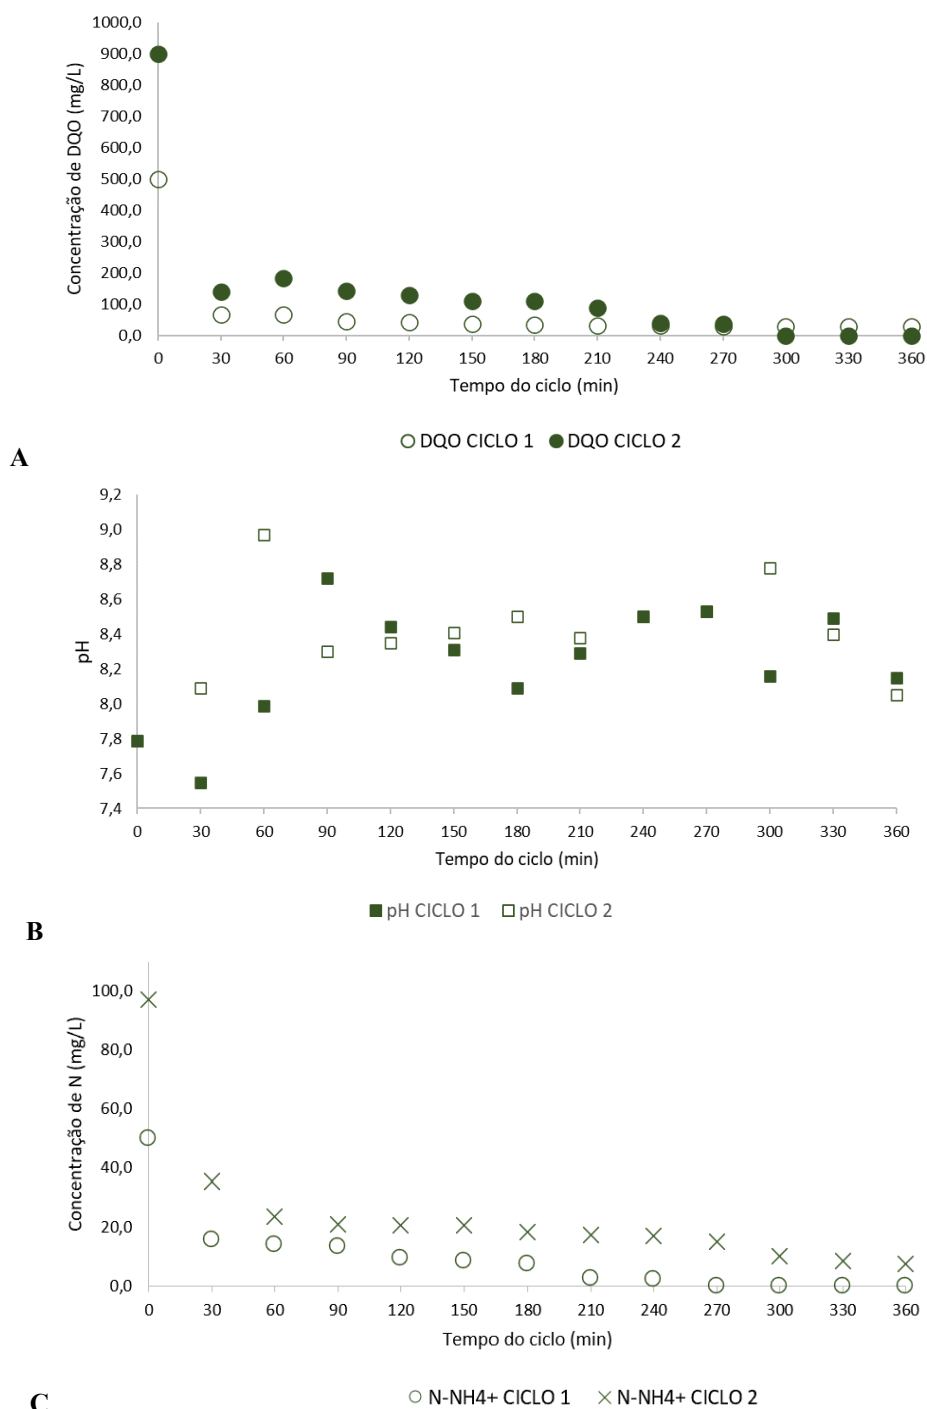 1000,0
900,0
800,0
700,0
600,0
500,0
400,0
300,0
200,0
100,0
0,0
Concentração de DQO (mg/L)
0 30 60 90 120 150 180 210 240 270 300 330 360
Tempo do ciclo (min)
DQO CICLO 1 DQO CICLO 2
A
9,2
9,0
8,8
8,6
8,4
8,2
8,0
7,8
7,6
7,4
pH
0 30 60 90 120 150 180 210 240 270 300 330 360
Tempo do ciclo (min)
pH CICLO 1 pH CICLO 2
B
100,0
80,0
60,0
40,0
20,0
0,0
Concentração de N (mg/L)
0 30 60 90 120 150 180 210 240 270 300 330 360
Tempo do ciclo (min)
N-NH4+ CICLO 1 N-NH4+ CICLO 2
C